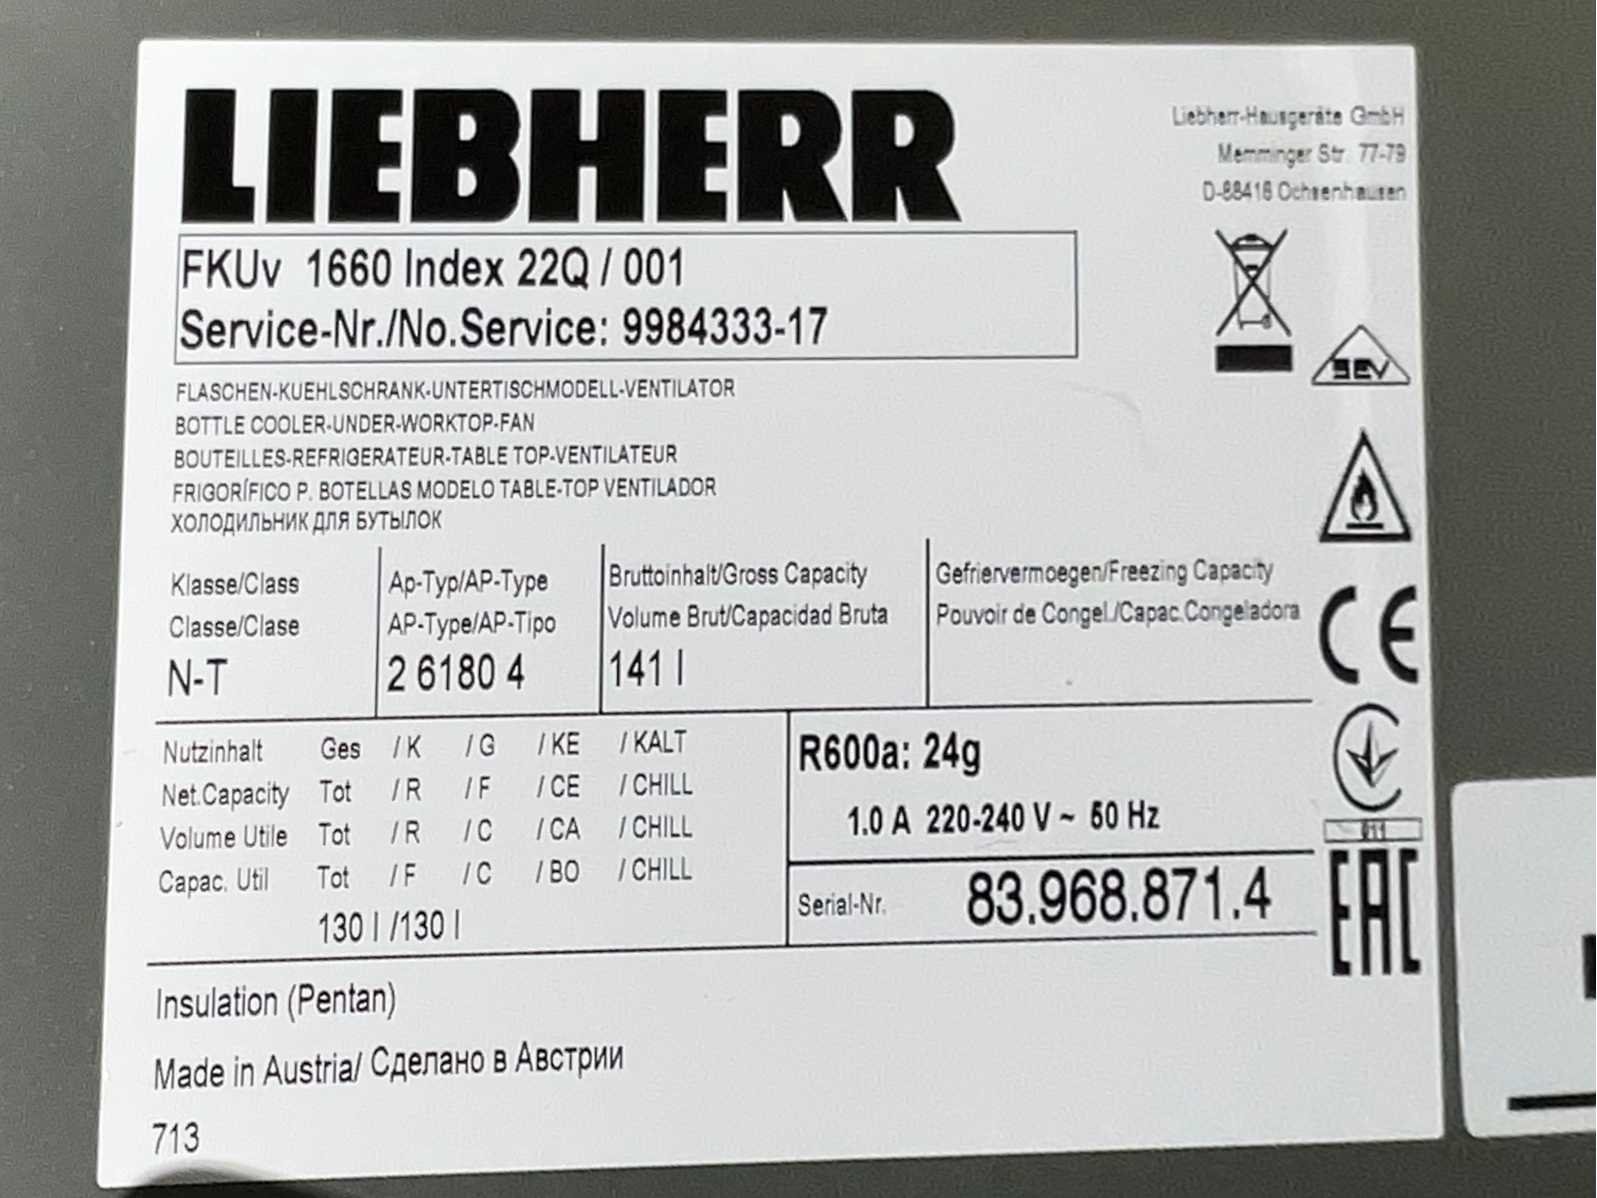 LIEBHERR
Liebherr-Hausgeräte GmbH
Memminger Str. 77-79
D-88416 Ochsenhausen
FKUv 1660 Index 22Q / 001
Service-Nr./No.Service: 9984333-17
FLASCHEN-KUEHLSCHRANK-UNTERTISCHMODELL-VENTILATOR
BOTTLE COOLER-UNDER-WORKTOP-FAN
BOUTEILLES-REFRIGERATEUR-TABLE TOP-VENTILATEUR
FRIGORÍFICO P. BOTELLAS MODELO TABLE-TOP VENTILADOR
ХОЛОДИЛЬНИК ДЛЯ БУТЫЛОК
Klasse/Class
Classe/Clase
N-T
Ap-Typ/AP-Type
AP-Type/AP-Tipo
2 6180 4
Bruttoinhalt/Gross Capacity
Volume Brut/Capacidad Bruta
141 l
Gefriervermoegen/Freezing Capacity
Pouvoir de Congel./Capac.Congeladora
Nutzinhalt Ges / K / G / KE / KALT
Net.Capacity Tot / R / F / CE / CHILL
Volume Utile Tot / R / C / CA / CHILL
Capac. Util Tot / F / C / BO / CHILL
130 l /130 l
R600a: 24g
1.0 A 220-240 V ~ 50 Hz
Serial-Nr. 83.968.871.4
Insulation (Pentan)
Made in Austria/ Сделано в Австрии
713
SEV
CE
011
EAC